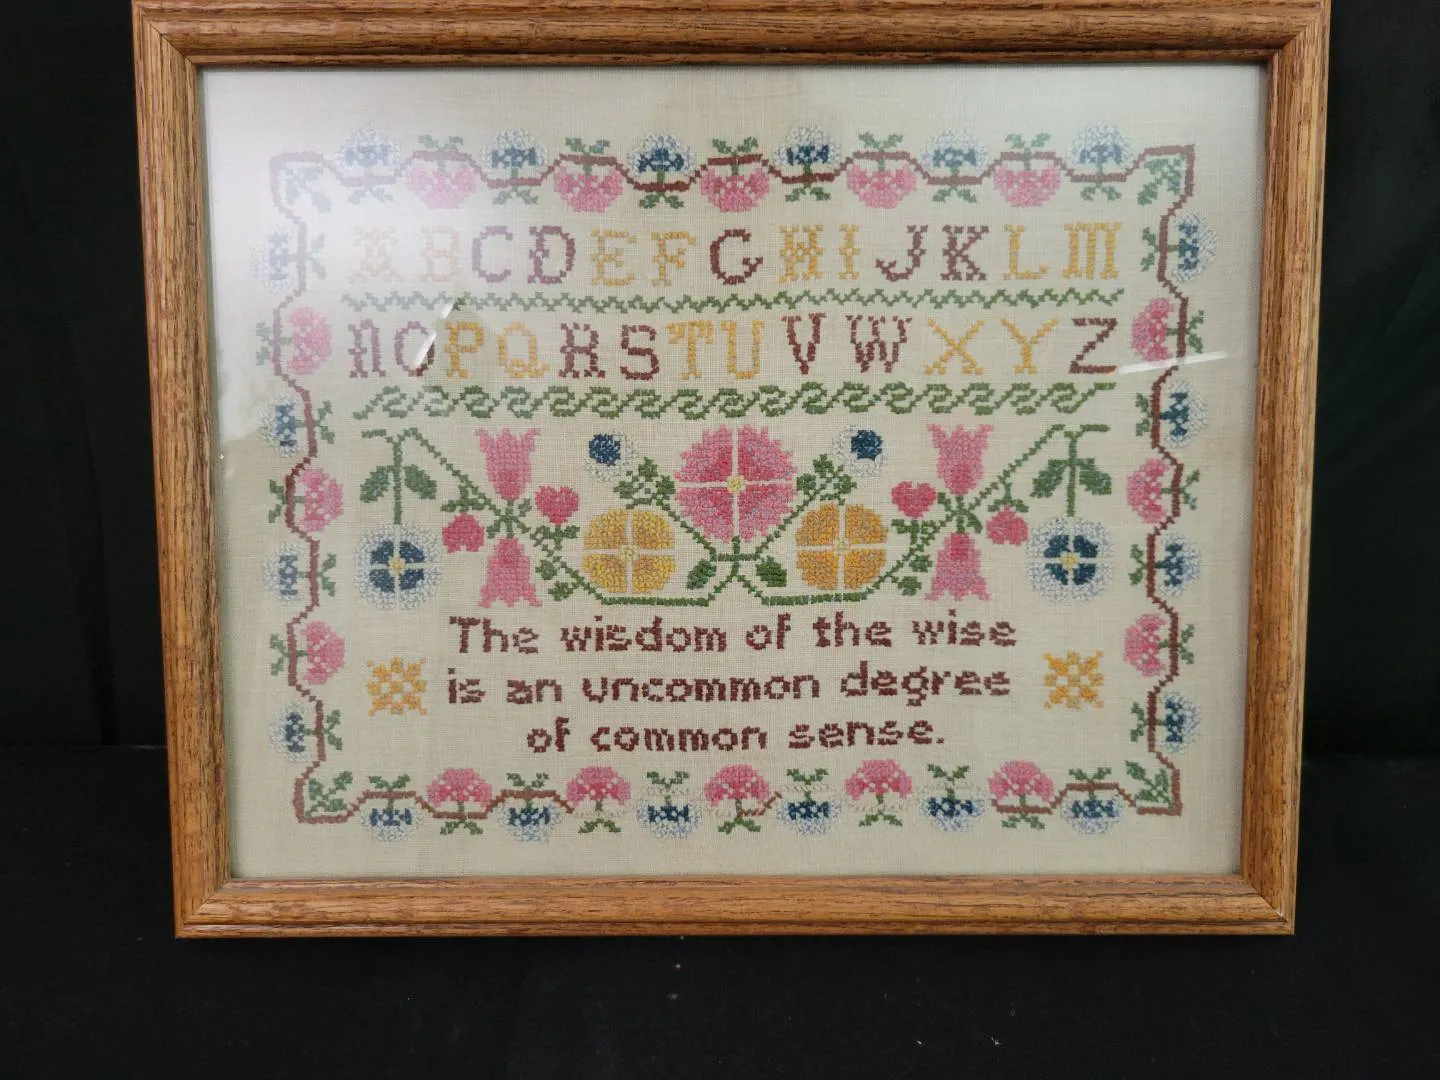 ABCDEFGHIJKLM
NOPQRSTUVWXYZ
The wisdom of the wise
is an uncommon degree
of common sense.